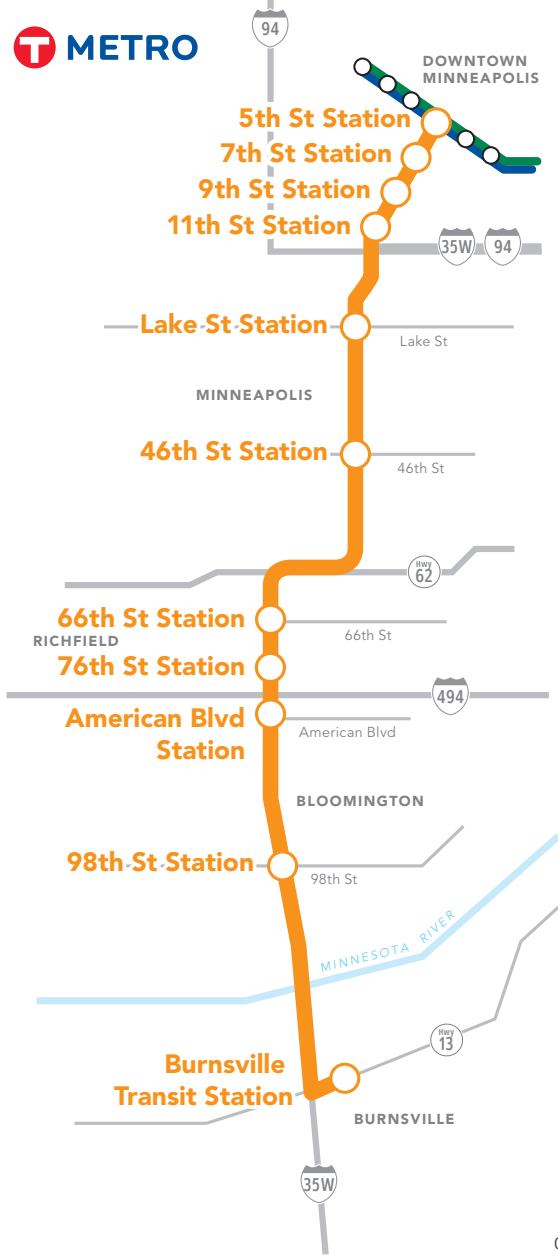 94
T METRO
DOWNTOWN
MINNEAPOLIS
5th St Station
7th St Station
9th St Station
11th St Station
35W
94
Lake St Station
Lake St
MINNEAPOLIS
46th St Station
46th St
Hwy
62
66th St Station
66th St
RICHFIELD
76th St Station
494
American Blvd
Station
American Blvd
BLOOMINGTON
98th St Station
98th St
MINNESOTA RIVER
Hwy
13
Burnsville
Transit Station
BURNSVILLE
35W